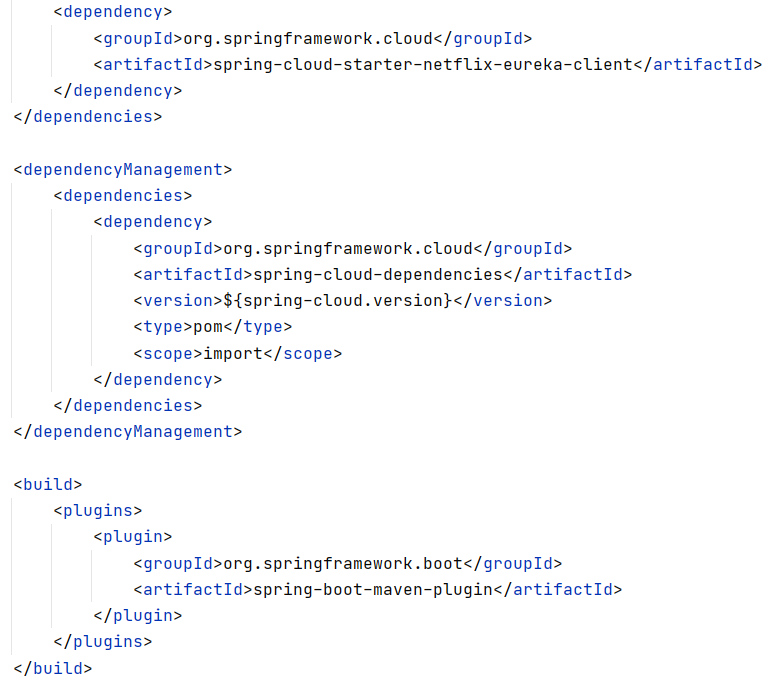 <dependency>
<groupId>org.springframework.cloud</groupId>
<artifactId>spring-cloud-starter-netflix-eureka-client</artifactId>
</dependency>
</dependencies>
<dependencyManagement>
<dependencies>
<dependency>
<groupId>org.springframework.cloud</groupId>
<artifactId>spring-cloud-dependencies</artifactId>
<version>${spring-cloud.version}</version>
<type>pom</type>
<scope>import</scope>
</dependency>
</dependencies>
</dependencyManagement>
<build>
<plugins>
<plugin>
<groupId>org.springframework.boot</groupId>
<artifactId>spring-boot-maven-plugin</artifactId>
</plugin>
</plugins>
</build>